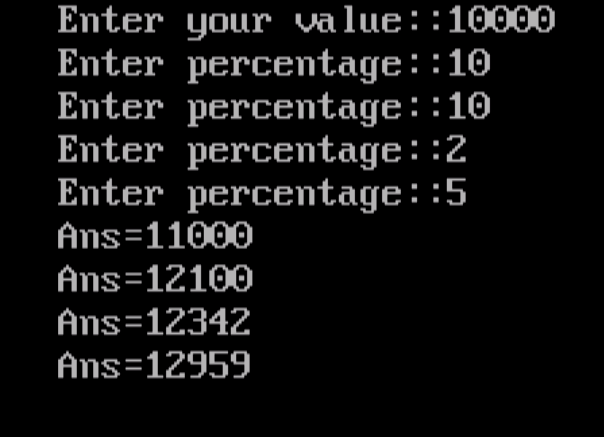 Enter your value::10000
Enter percentage::10
Enter percentage::10
Enter percentage::2
Enter percentage::5
Ans=11000
Ans=12100
Ans=12342
Ans=12959